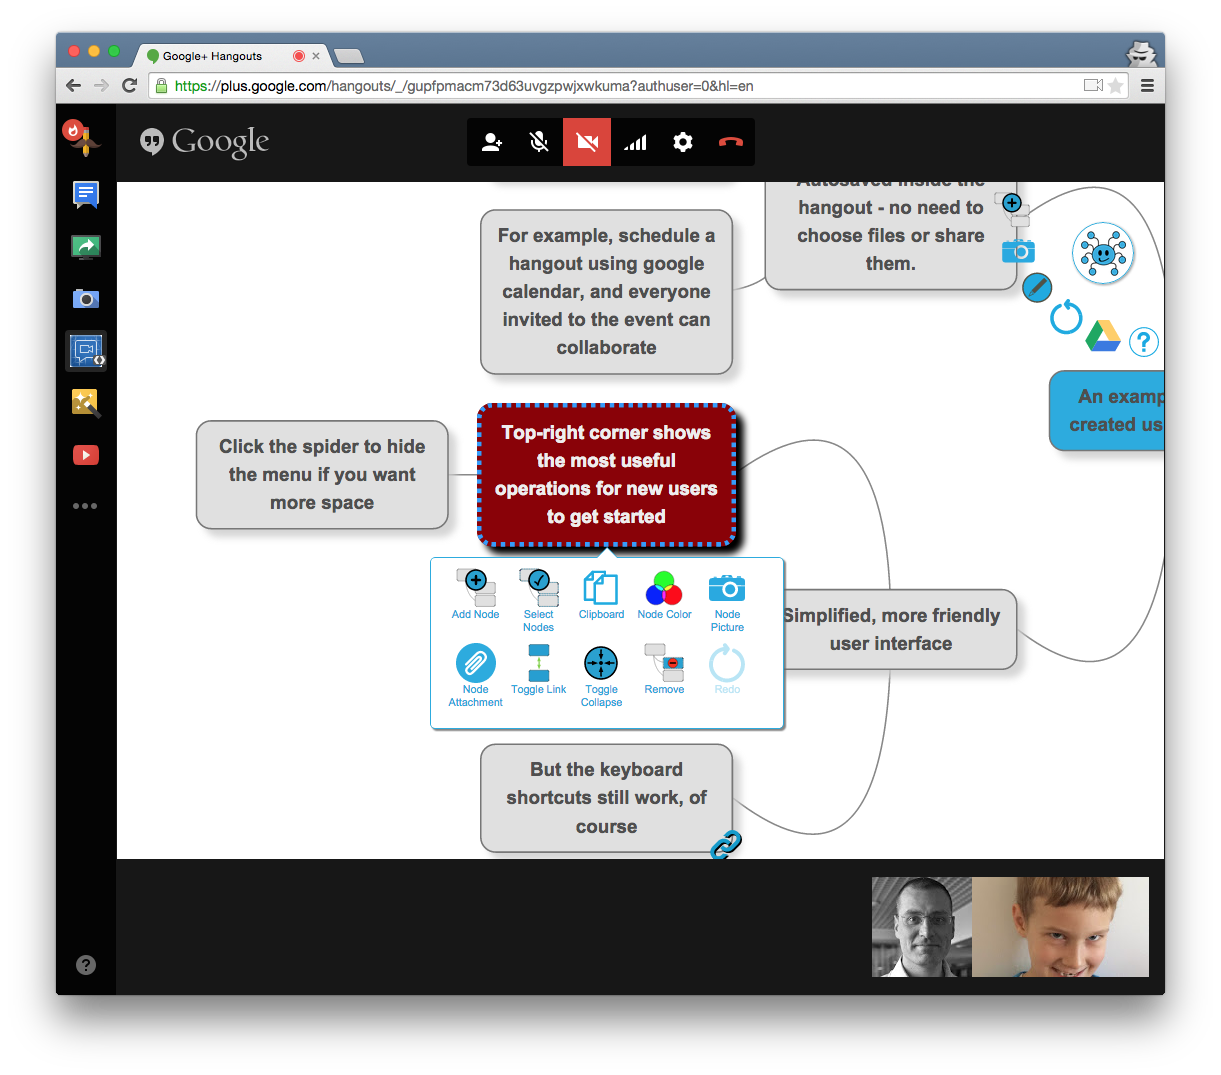 Google+ Hangouts
https://plus.google.com/hangouts/_/gupfpmacm73d63uvgzpwjxwkuma?authuser=0&hl=en
Google
Autosaved inside the
hangout - no need to
choose files or share
them.
For example, schedule a
hangout using google
calendar, and everyone
invited to the event can
collaborate
?
An examp
created us
Click the spider to hide
the menu if you want
more space
Top-right corner shows
the most useful
operations for new users
to get started
Add Node
Select
Nodes
Clipboard
Node Color
Node
Picture
Node
Attachment
Toggle Link
Toggle
Collapse
Remove
Redo
Simplified, more friendly
user interface
But the keyboard
shortcuts still work, of
course
?